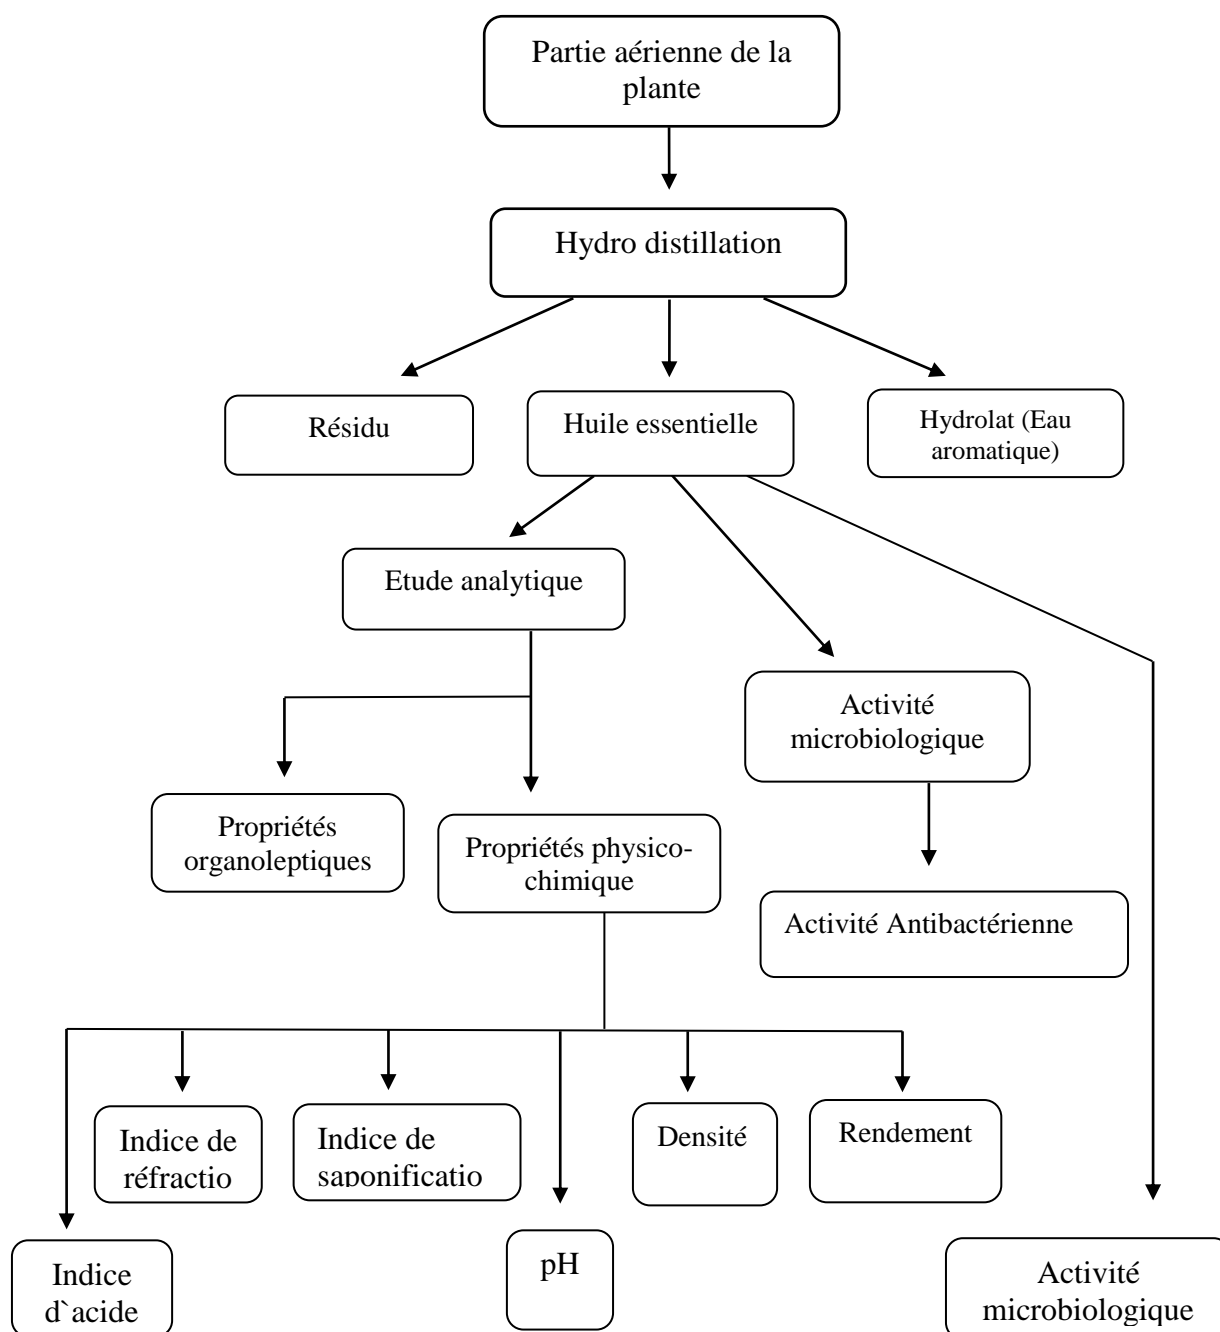 Partie aérienne de la
plante
Hydro distillation
Résidu
Huile essentielle
Hydrolat (Eau
aromatique)
Etude analytique
Activité
microbiologique
Propriétés
organoleptiques
Propriétés physico-
chimique
Activité Antibactérienne
Indice de
réfractio
Indice de
saponificatio
Densité
Rendement
Indice
d`acide
pH
Activité
microbiologique